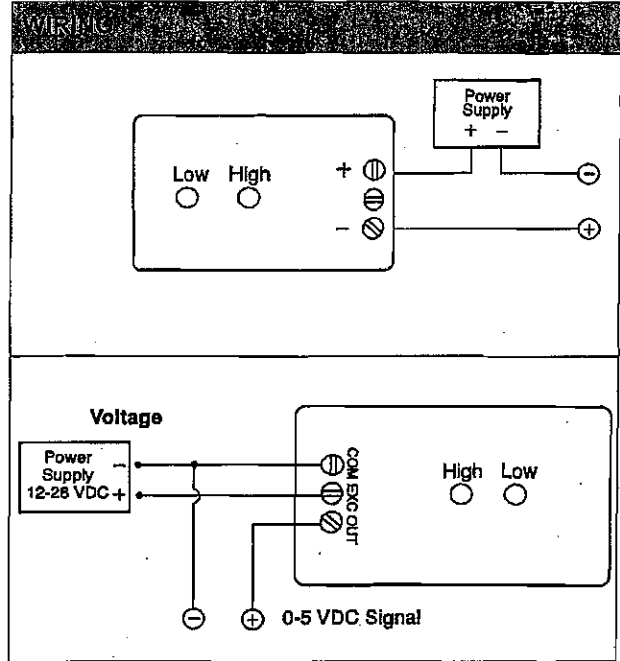 WIRING
Power
Supply
+ −
Low High
+
−
−
+
Voltage
Power
Supply
12-28 VDC
−
+
COM EXC OUT
High Low
−
+ 0-5 VDC Signal